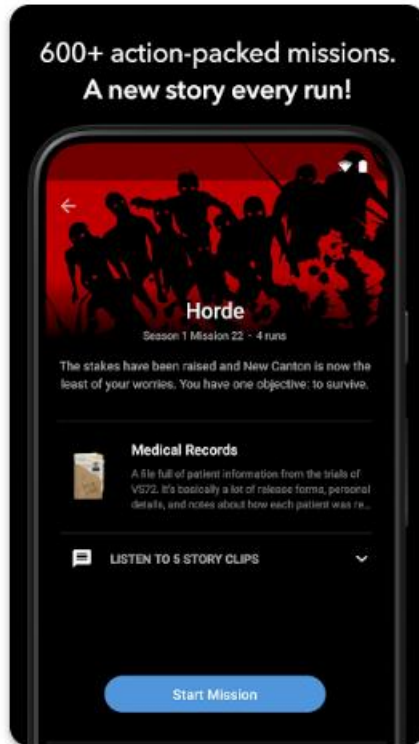 600+ action-packed missions.
A new story every run!
Horde
Season 1 Mission 22 · 4 runs
The stakes have been raised and New Canton is now the
least of your worries. You have one objective: to survive.
Medical Records
A file full of patient information from the trials of
VS72. It's basically a lot of release forms, personal
details, and notes about how each patient was re...
LISTEN TO 5 STORY CLIPS
Start Mission